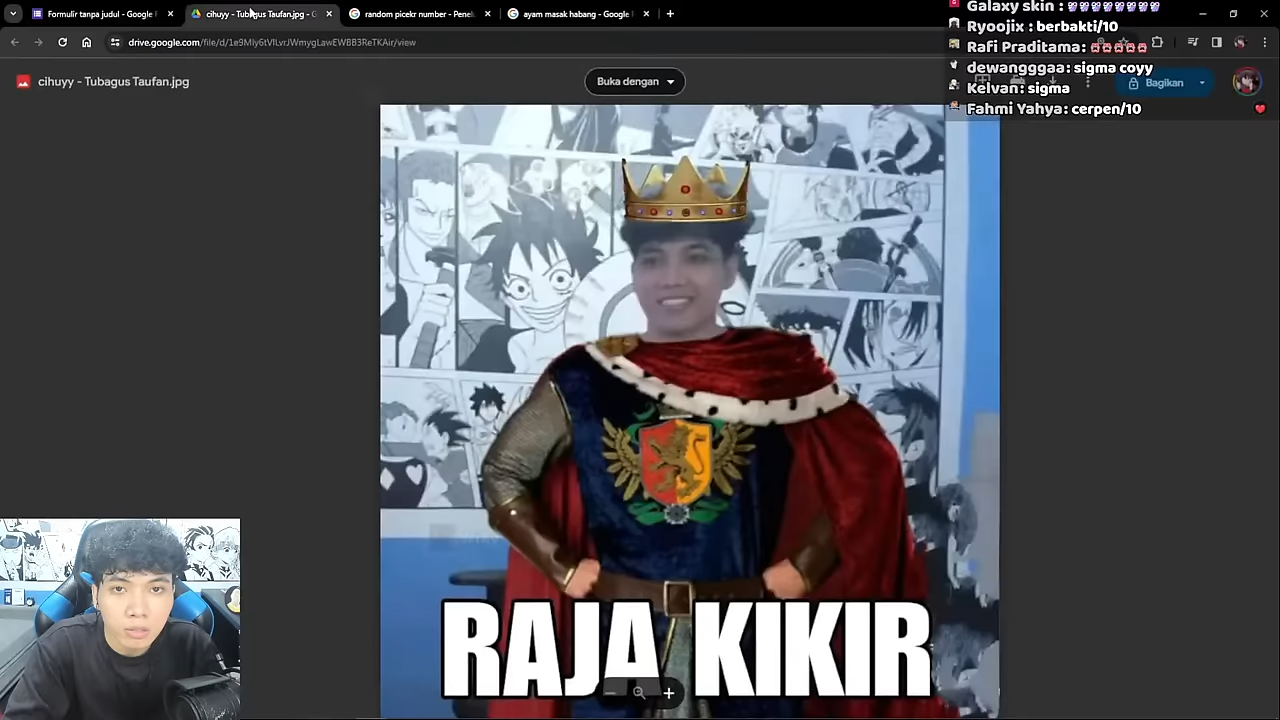 Formulir tanpa judul - Google F
cihuyy - Tubagus Taufan.jpg - G
random picekr number - Penel
ayam masak habang - Google
drive.google.com/file/d/1e9Mly6tVILvrJWmygLawEWBB3ReTKAir/view
cihuyy - Tubagus Taufan.jpg
Buka dengan
Bagikan
Galaxy skin :
Ryoojix : berbakti/10
Rafi Praditama:
dewangggaa: sigma coyy
Kelvan: sigma
Fahmi Yahya: cerpen/10
RAJA KIKIR